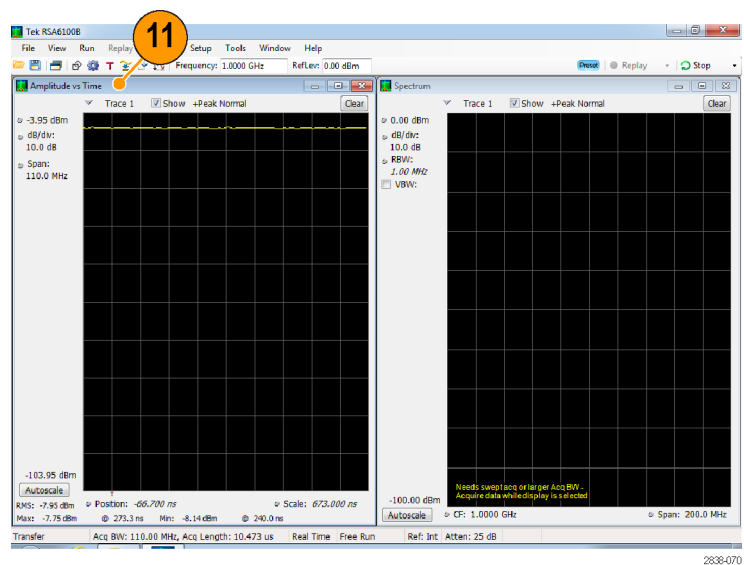 Tek RSA6100B
11
File View Run Replay Setup Tools Window Help
Frequency: 1.0000 GHz RefLev: 0.00 dBm Preset Replay Stop
Amplitude vs Time
Trace 1 Show +Peak Normal Clear
-3.95 dBm
dB/div:
10.0 dB
Span:
110.0 MHz
-103.95 dBm
Autoscale
Position: -66.700 ns Scale: 673.000 ns
RMS: -7.95 dBm
Max: -7.75 dBm @ 273.3 ns Min: -8.14 dBm @ 240.0 ns
Spectrum
Trace 1 Show +Peak Normal Clear
0.00 dBm
dB/div:
10.0 dB
RBW:
1.00 MHz
VBW:
Needs swept acq or larger Acq BW -
Acquire data while display is selected
-100.00 dBm
Autoscale CF: 1.0000 GHz Span: 200.0 MHz
Transfer Acq BW: 110.00 MHz, Acq Length: 10.473 us Real Time Free Run Ref: Int Atten: 25 dB
2838-070